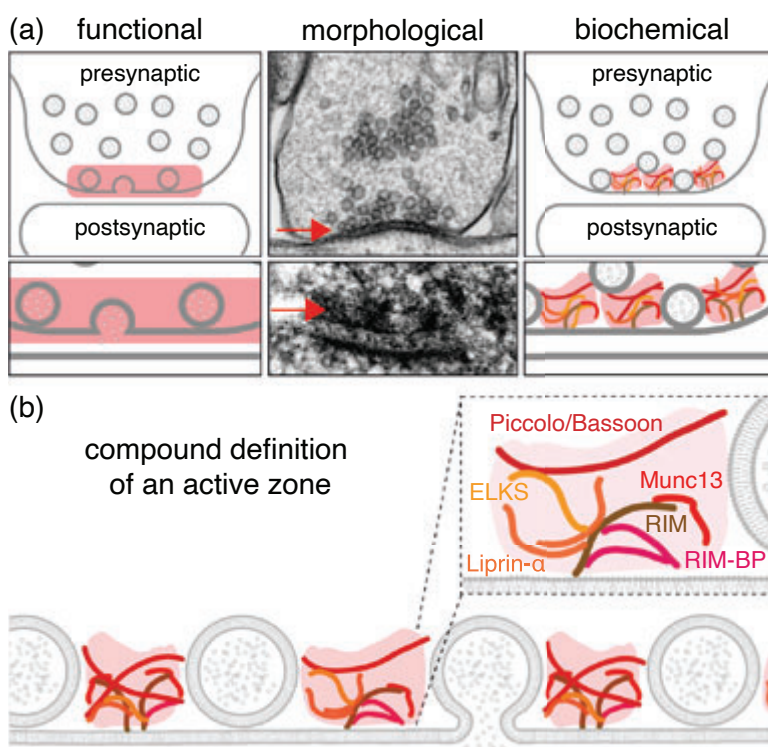 (a)
functional
morphological
biochemical
presynaptic
presynaptic
postsynaptic
postsynaptic
(b)
compound definition
of an active zone
Piccolo/Bassoon
ELKS
Munc13
RIM
Liprin-α
RIM-BP